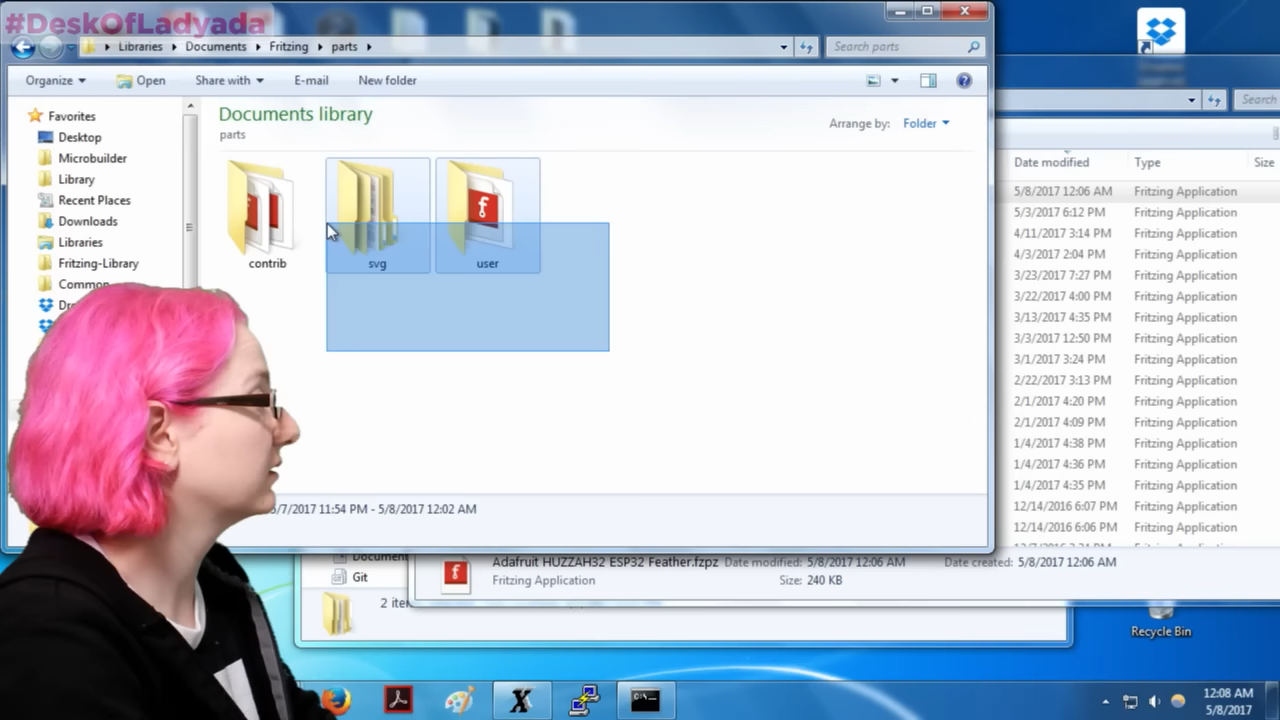 #DeskOfLadyada
Libraries
Documents
Fritzing
parts
Search parts
Organize
Open
Share with
E-mail
New folder
Search
Favorites
Desktop
Microbuilder
Library
Recent Places
Downloads
Libraries
Fritzing-Library
Common
Documents library
parts
Arrange by:
Folder
contrib
svg
user
Date modified
Type
Size
5/8/2017 12:06 AM Fritzing Application
5/3/2017 6:12 PM Fritzing Application
4/11/2017 3:14 PM Fritzing Application
4/3/2017 2:04 PM Fritzing Application
3/23/2017 7:27 PM Fritzing Application
3/22/2017 4:00 PM Fritzing Application
3/13/2017 4:35 PM Fritzing Application
3/3/2017 12:50 PM Fritzing Application
3/1/2017 3:24 PM Fritzing Application
2/22/2017 3:13 PM Fritzing Application
2/1/2017 4:20 PM Fritzing Application
2/1/2017 4:09 PM Fritzing Application
1/4/2017 4:38 PM Fritzing Application
1/4/2017 4:36 PM Fritzing Application
1/4/2017 4:35 PM Fritzing Application
12/14/2016 6:07 PM Fritzing Application
12/14/2016 6:06 PM Fritzing Application
5/7/2017 11:54 PM - 5/8/2017 12:02 AM
Document
Git
2 iten
Adafruit HUZZAH32 ESP32 Feather.fzpz Date modified: 5/8/2017 12:06 AM Date created: 5/8/2017 12:06 AM
Fritzing Application Size: 240 KB
Recycle Bin
C:\.
12:08 AM
5/8/2017